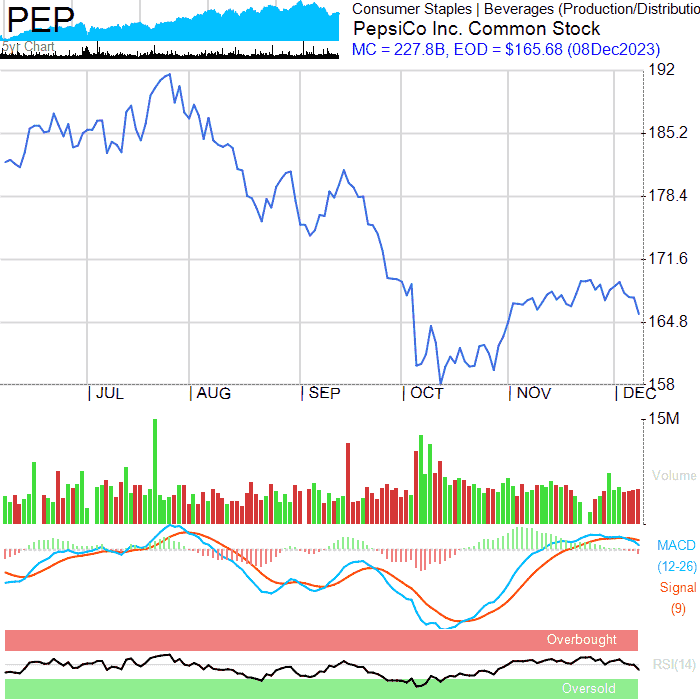 PEP
5yr Chart
Consumer Staples | Beverages (Production/Distributio
PepsiCo Inc. Common Stock
MC = 227.8B, EOD = $165.68 (08Dec2023)
192
185.2
178.4
171.6
164.8
158
JUL
AUG
SEP
OCT
NOV
DEC
15M
Volume
MACD
(12-26)
Signal
(9)
Overbought
RSI(14)
Oversold